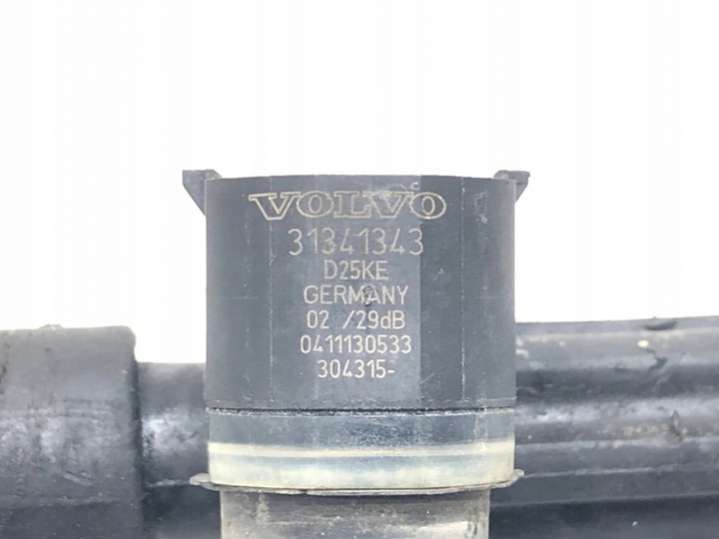 VOLVO
31341343
D25KE
GERMANY
02 /29dB
0411130533
304315-